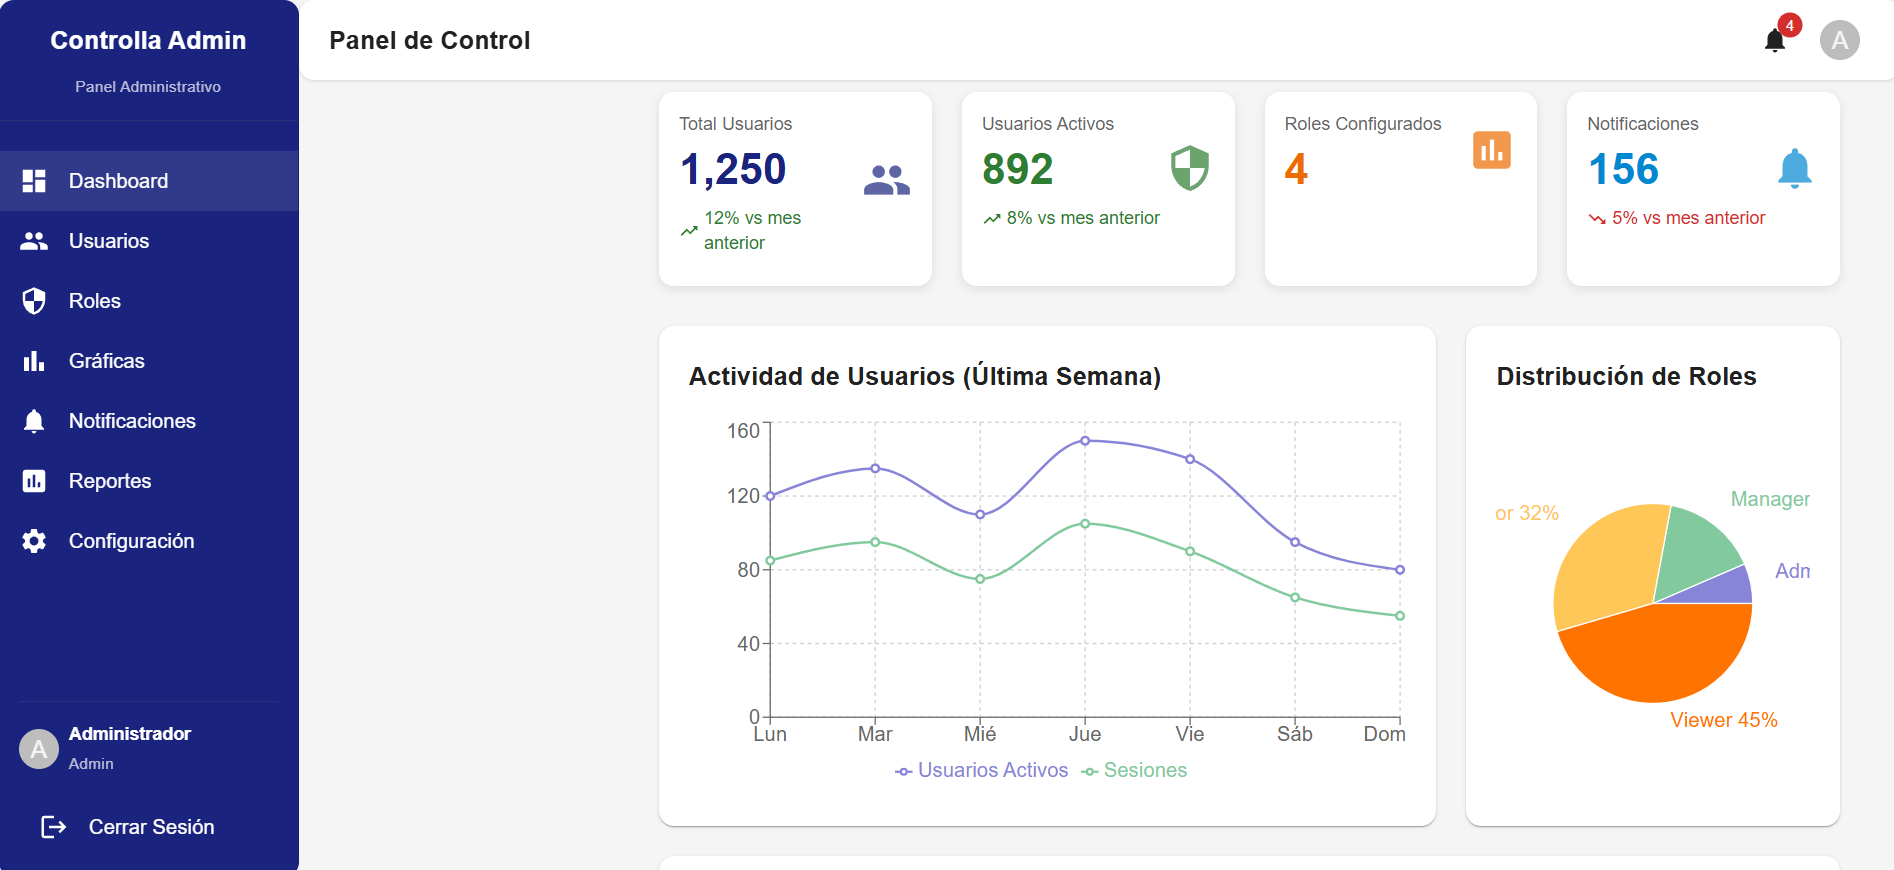 Controlla Admin
Panel Administrativo
Dashboard
Usuarios
Roles
Gráficas
Notificaciones
Reportes
Configuración
A
Administrador
Admin
Cerrar Sesión
Panel de Control
4
A
Total Usuarios
1,250
12% vs mes
anterior
Usuarios Activos
892
8% vs mes anterior
Roles Configurados
4
Notificaciones
156
5% vs mes anterior
Actividad de Usuarios (Última Semana)
160
120
80
40
0
Lun Mar Mié Jue Vie Sáb Dom
Usuarios Activos Sesiones
Distribución de Roles
Manager
or 32%
Adm
Viewer 45%